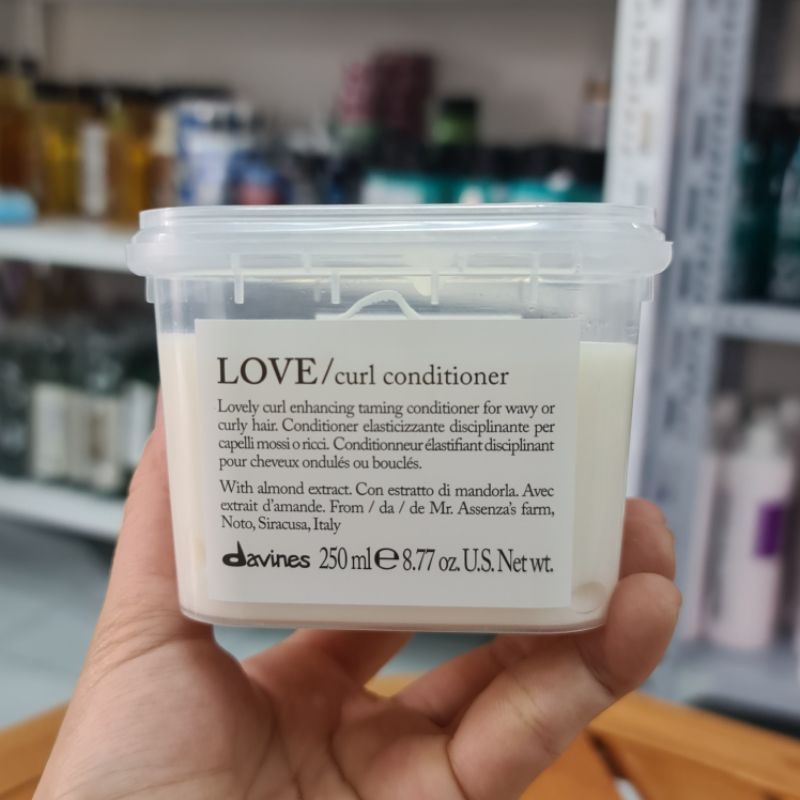 LOVE/curl conditioner
Lovely curl enhancing taming conditioner for wavy or
curly hair. Conditioner elasticizzante disciplinante per
capelli mossi o ricci. Conditionneur élastifiant disciplinant
pour cheveux ondulés ou bouclés.
With almond extract. Con estratto di mandorla. Avec
extrait d'amande. From / da / de Mr. Assenza's farm,
Noto, Siracusa, Italy
davines 250 ml ℮ 8.77 oz. U.S. Net wt.